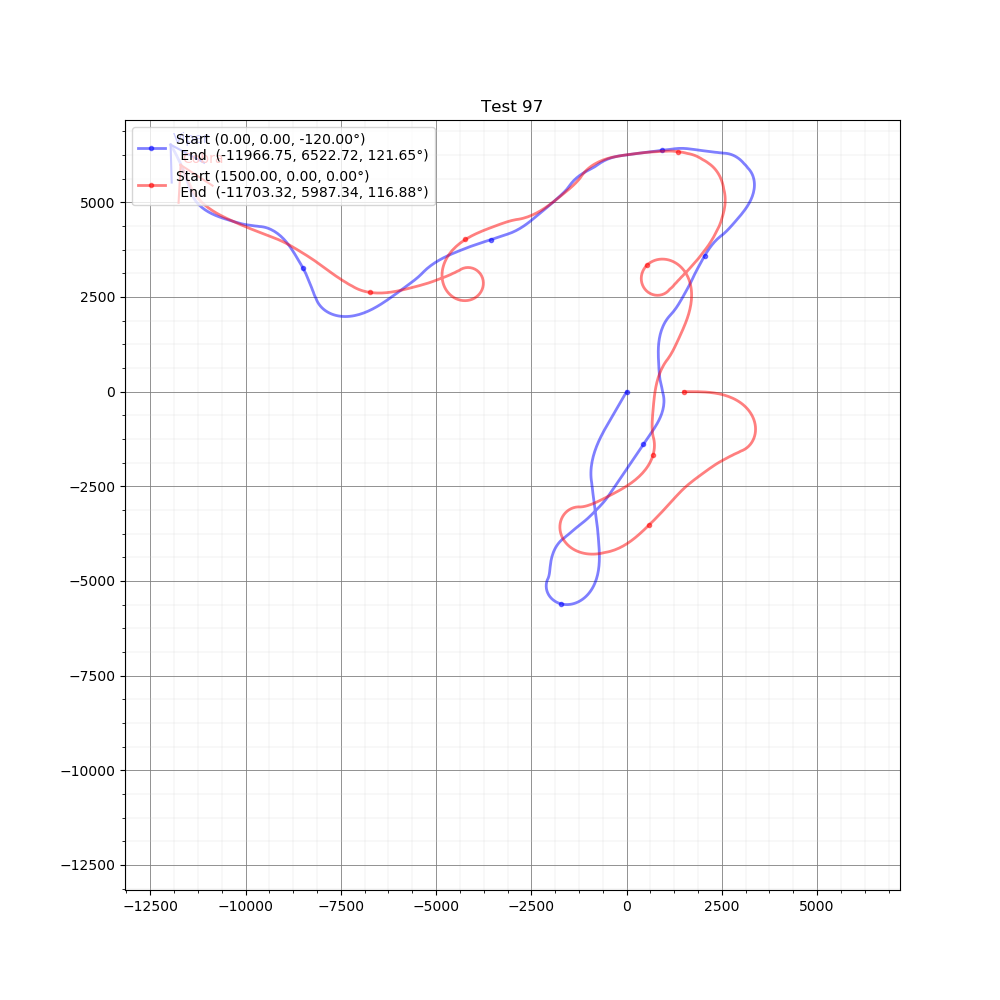 Test 97
Start (0.00, 0.00, -120.00°)
End (-11966.75, 6522.72, 121.65°)
Start (1500.00, 0.00, 0.00°)
End (-11703.32, 5987.34, 116.88°)
5000
2500
0
−2500
−5000
−7500
−10000
−12500
−12500 −10000 −7500 −5000 −2500 0 2500 5000